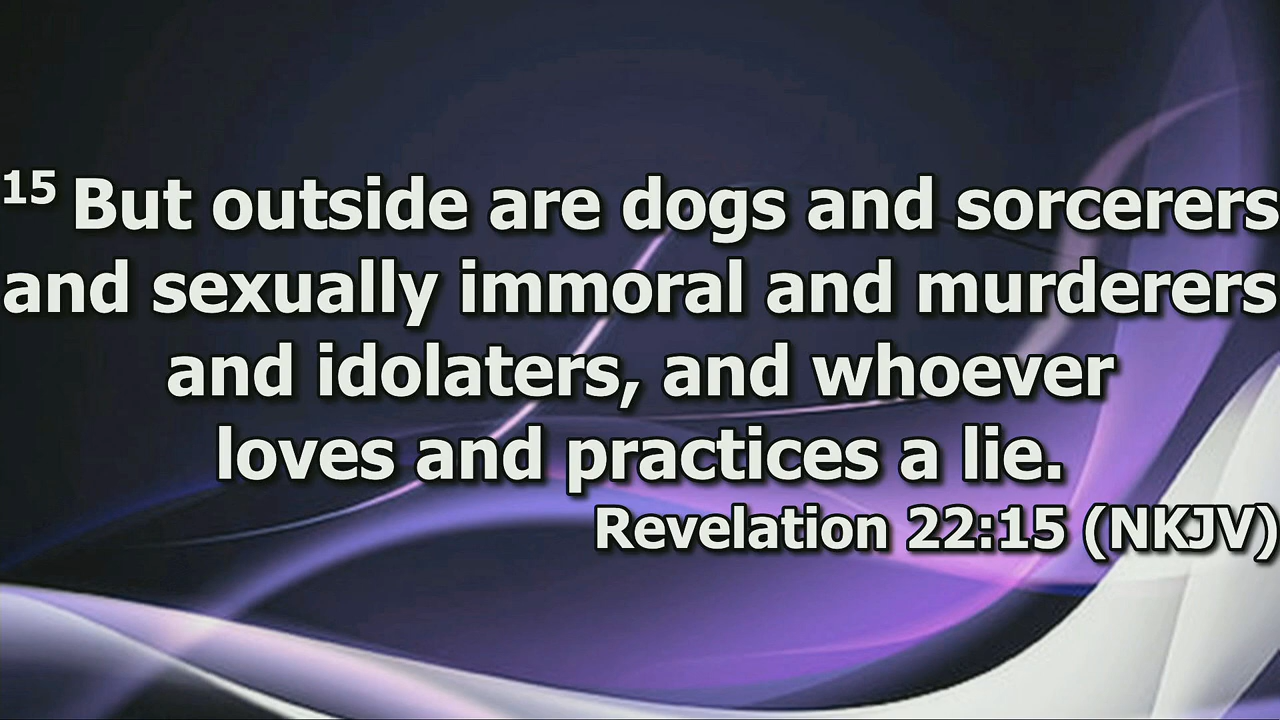 15 But outside are dogs and sorcerers
and sexually immoral and murderers
and idolaters, and whoever
loves and practices a lie.
Revelation 22:15 (NKJV)